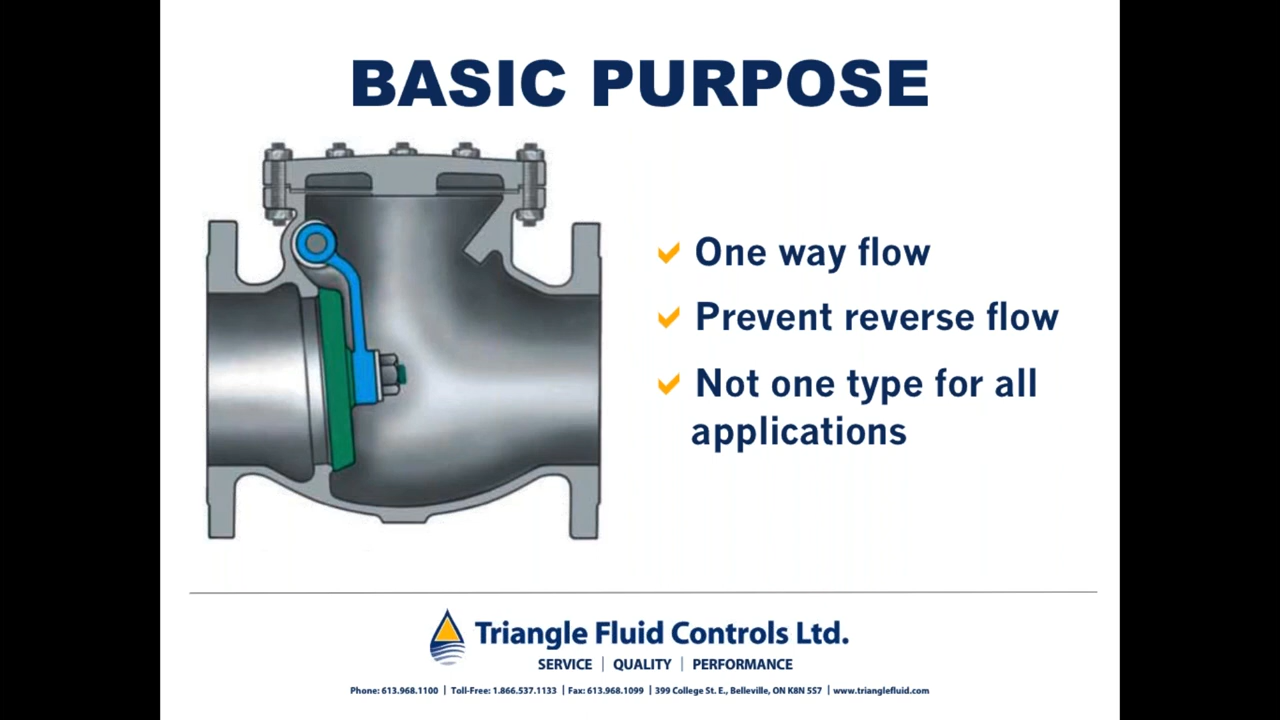 BASIC PURPOSE
One way flow
Prevent reverse flow
Not one type for all
applications
Triangle Fluid Controls Ltd.
SERVICE | QUALITY | PERFORMANCE
Phone: 613.968.1100 | Toll-Free: 1.866.537.1133 | Fax: 613.968.1099 | 399 College St. E., Belleville, ON K8N 5S7 | www.trianglefluid.com